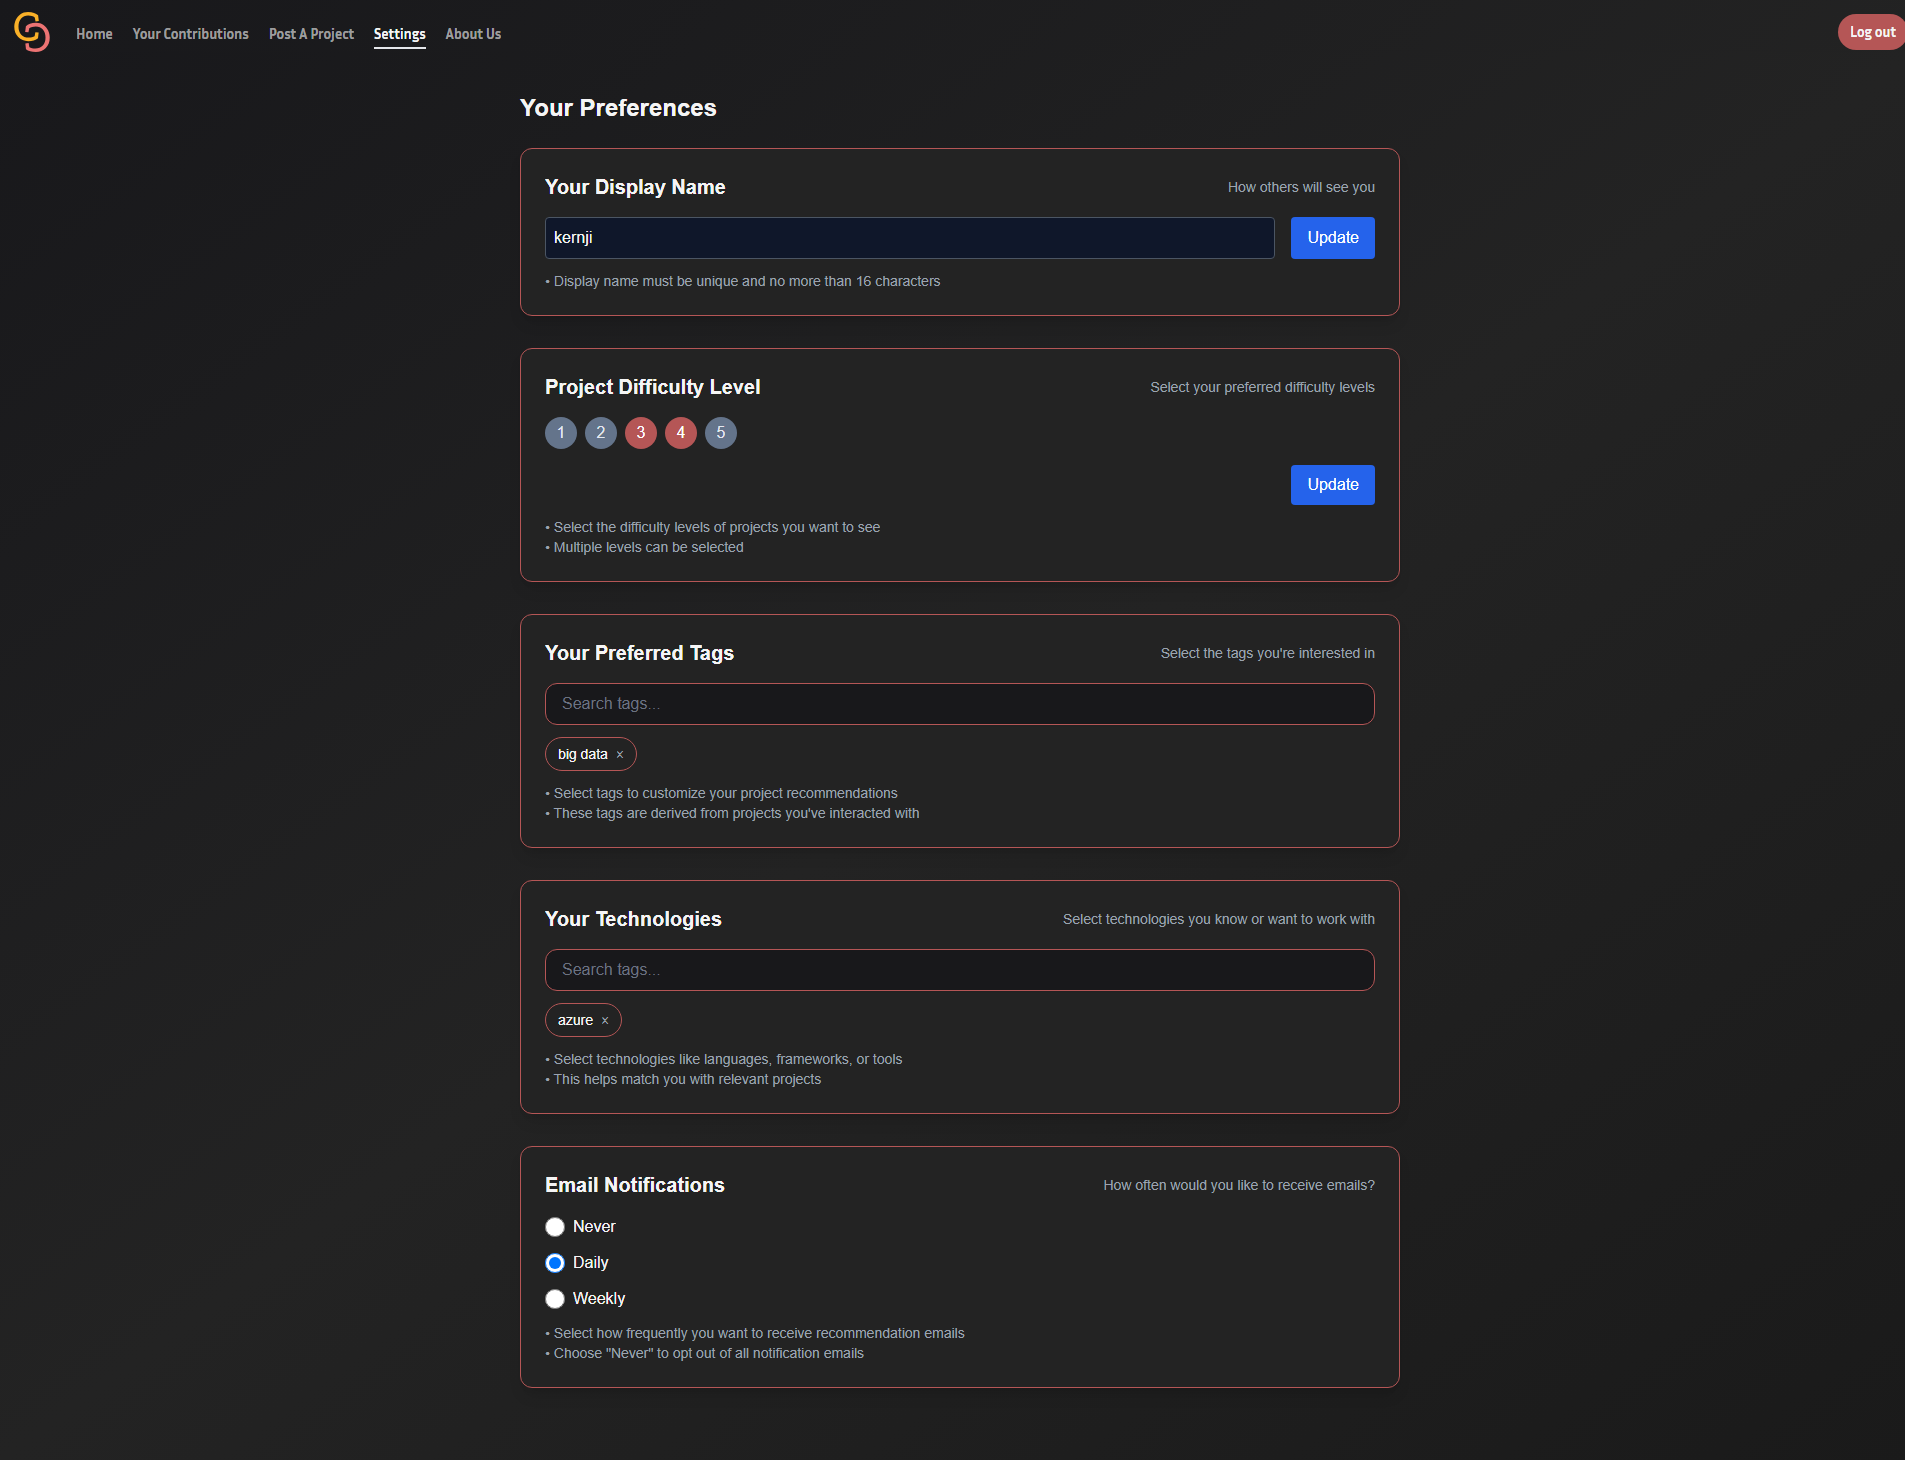 Home Your Contributions Post A Project Settings About Us Log out
Your Preferences
Your Display Name How others will see you
kernji Update
• Display name must be unique and no more than 16 characters
Project Difficulty Level Select your preferred difficulty levels
1 2 3 4 5
Update
• Select the difficulty levels of projects you want to see
• Multiple levels can be selected
Your Preferred Tags Select the tags you're interested in
Search tags...
big data ×
• Select tags to customize your project recommendations
• These tags are derived from projects you've interacted with
Your Technologies Select technologies you know or want to work with
Search tags...
azure ×
• Select technologies like languages, frameworks, or tools
• This helps match you with relevant projects
Email Notifications How often would you like to receive emails?
Never
Daily
Weekly
• Select how frequently you want to receive recommendation emails
• Choose "Never" to opt out of all notification emails